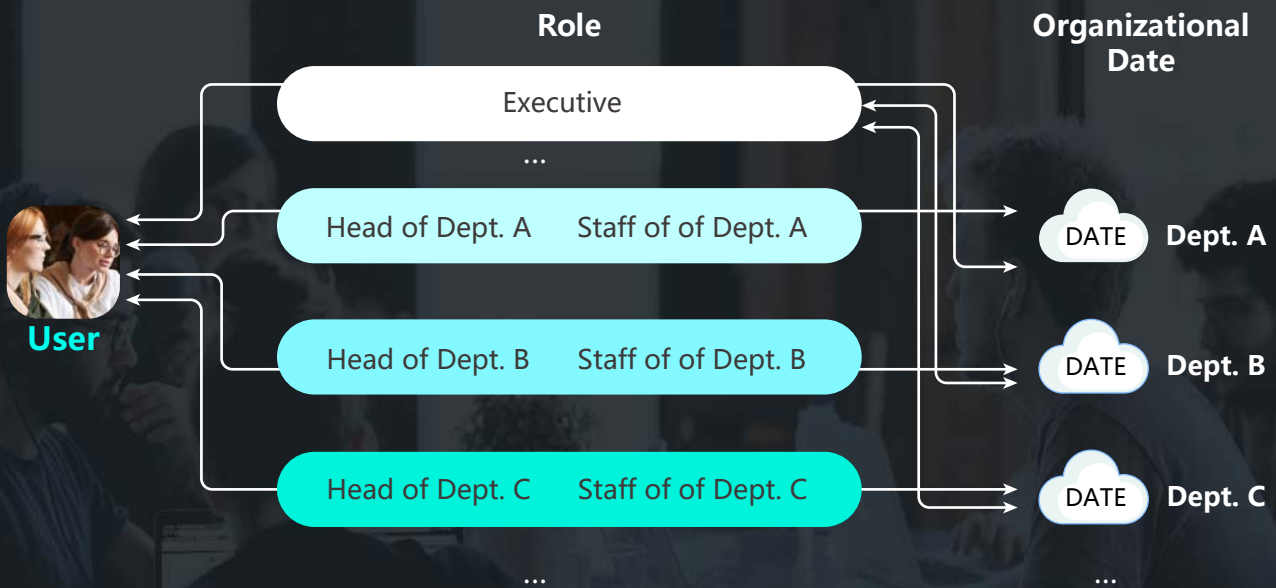 Role
Organizational
Date
Executive
...
Head of Dept. A Staff of of Dept. A
DATE Dept. A
User
Head of Dept. B Staff of of Dept. B
DATE Dept. B
Head of Dept. C Staff of of Dept. C
DATE Dept. C
...
...